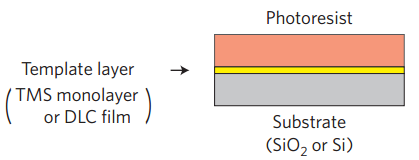 Photoresist
Template layer
(TMS monolayer
or DLC film)
Substrate
(SiO₂ or Si)